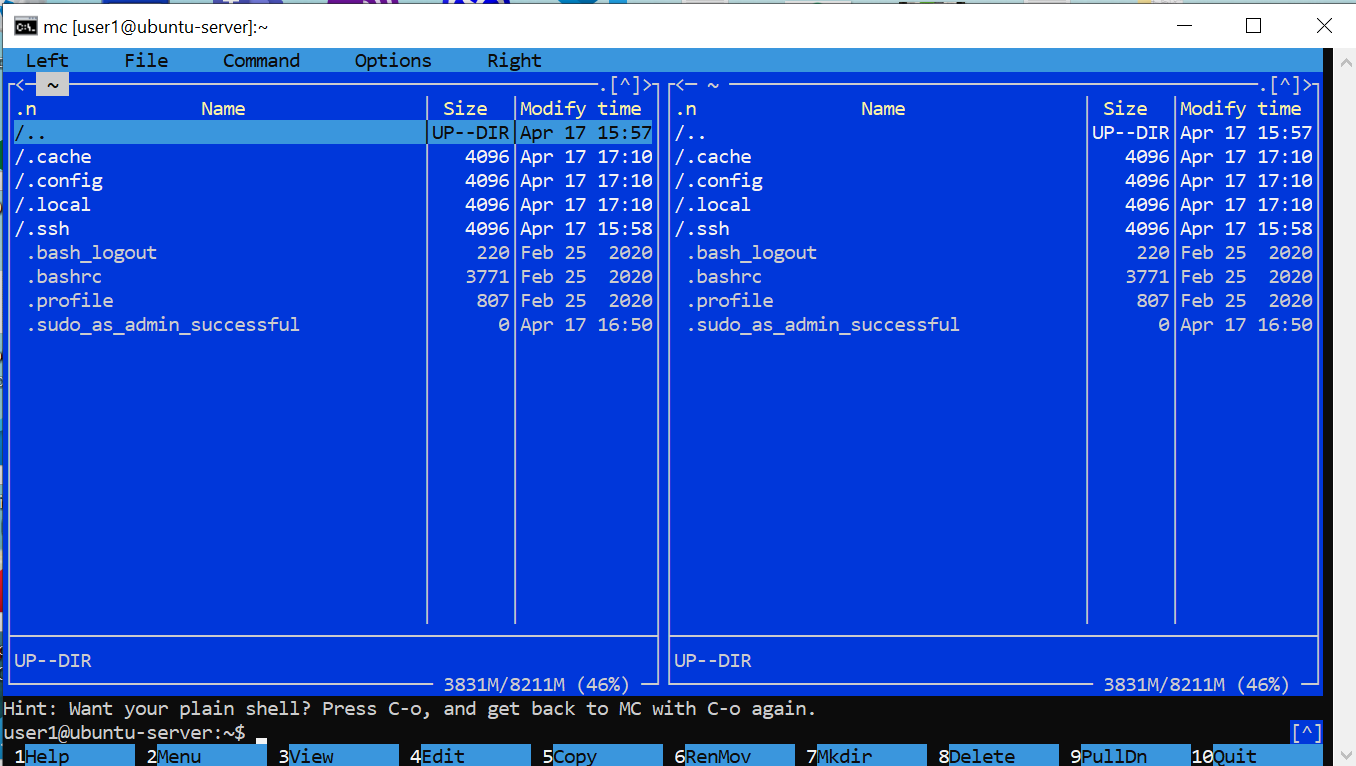 mc [user1@ubuntu-server]:~
Left File Command Options Right
<- ~ .[^]> <- ~ .[^]>
.n Name Size Modify time .n Name Size Modify time
/.. UP--DIR Apr 17 15:57 /.. UP--DIR Apr 17 15:57
/.cache 4096 Apr 17 17:10 /.cache 4096 Apr 17 17:10
/.config 4096 Apr 17 17:10 /.config 4096 Apr 17 17:10
/.local 4096 Apr 17 17:10 /.local 4096 Apr 17 17:10
/.ssh 4096 Apr 17 15:58 /.ssh 4096 Apr 17 15:58
.bash_logout 220 Feb 25 2020 .bash_logout 220 Feb 25 2020
.bashrc 3771 Feb 25 2020 .bashrc 3771 Feb 25 2020
.profile 807 Feb 25 2020 .profile 807 Feb 25 2020
.sudo_as_admin_successful 0 Apr 17 16:50 .sudo_as_admin_successful 0 Apr 17 16:50
UP--DIR UP--DIR
3831M/8211M (46%) 3831M/8211M (46%)
Hint: Want your plain shell? Press C-o, and get back to MC with C-o again.
user1@ubuntu-server:~$ [^]
1Help 2Menu 3View 4Edit 5Copy 6RenMov 7Mkdir 8Delete 9PullDn 10Quit